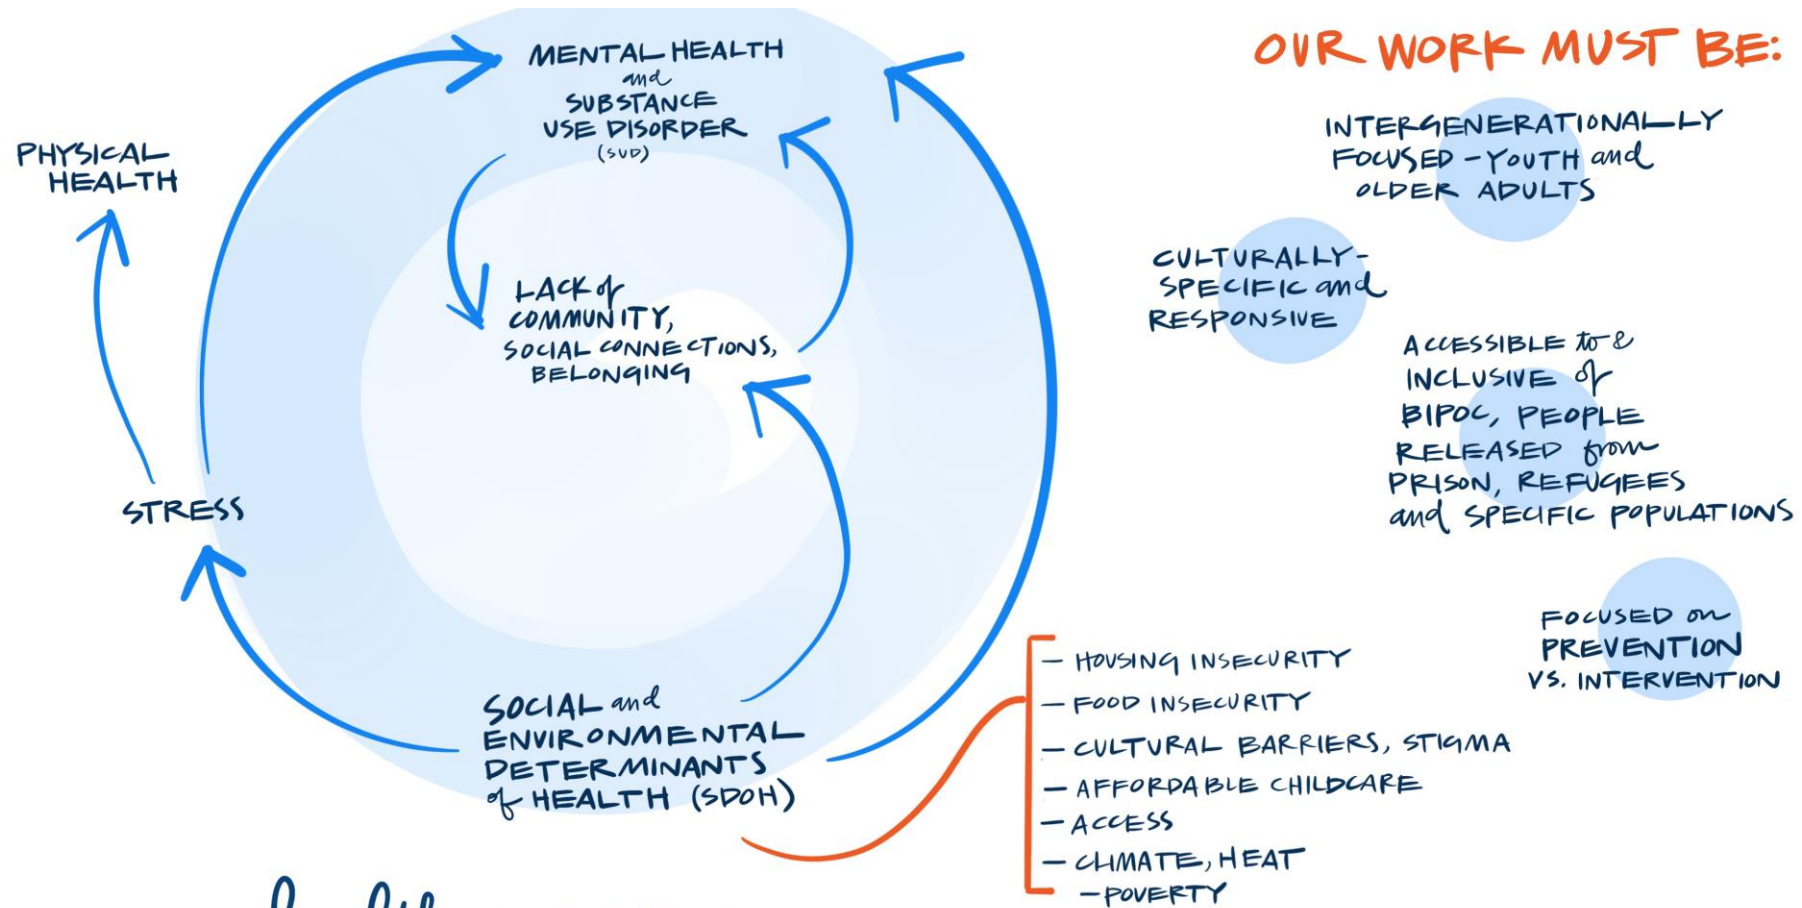 MENTAL HEALTH
and
SUBSTANCE
USE DISORDER
(SUD)
PHYSICAL
HEALTH
LACK of
COMMUNITY,
SOCIAL CONNECTIONS,
BELONGING
STRESS
SOCIAL and
ENVIRONMENTAL
DETERMINANTS
of HEALTH (SDOH)
- HOUSING INSECURITY
- FOOD INSECURITY
- CULTURAL BARRIERS, STIGMA
- AFFORDABLE CHILDCARE
- ACCESS
- CLIMATE, HEAT
- POVERTY
OUR WORK MUST BE:
INTERGENERATIONALLY
FOCUSED - YOUTH and
OLDER ADULTS
CULTURALLY-
SPECIFIC and
RESPONSIVE
ACCESSIBLE to &
INCLUSIVE of
BIPOC, PEOPLE
RELEASED from
PRISON, REFUGEES
and SPECIFIC POPULATIONS
FOCUSED on
PREVENTION
VS. INTERVENTION